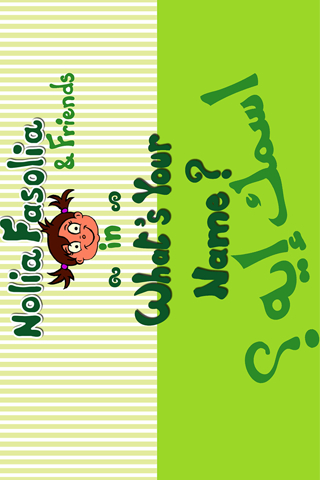 Nolia Fasolia
& Friends
in
What's Your
Name?
اسمك إيه؟